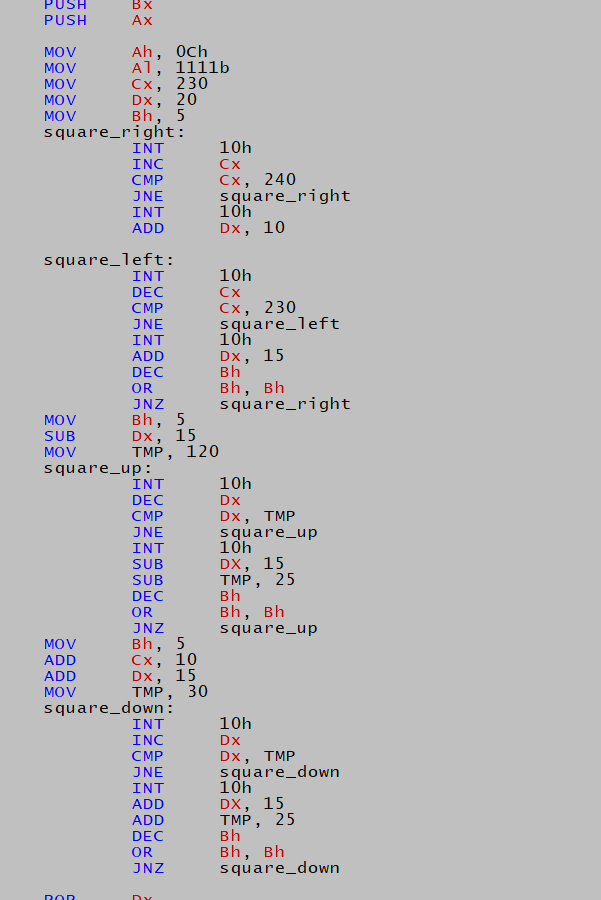 PUSH Bx
PUSH Ax
MOV Ah, 0Ch
MOV Al, 1111b
MOV Cx, 230
MOV Dx, 20
MOV Bh, 5
square_right:
INT 10h
INC Cx
CMP Cx, 240
JNE square_right
INT 10h
ADD Dx, 10
square_left:
INT 10h
DEC Cx
CMP Cx, 230
JNE square_left
INT 10h
ADD Dx, 15
DEC Bh
OR Bh, Bh
JNZ square_right
MOV Bh, 5
SUB Dx, 15
MOV TMP, 120
square_up:
INT 10h
DEC Dx
CMP Dx, TMP
JNE square_up
INT 10h
SUB DX, 15
SUB TMP, 25
DEC Bh
OR Bh, Bh
JNZ square_up
MOV Bh, 5
ADD Cx, 10
ADD Dx, 15
MOV TMP, 30
square_down:
INT 10h
INC Dx
CMP Dx, TMP
JNE square_down
INT 10h
ADD DX, 15
ADD TMP, 25
DEC Bh
OR Bh, Bh
JNZ square_down
POP Dx